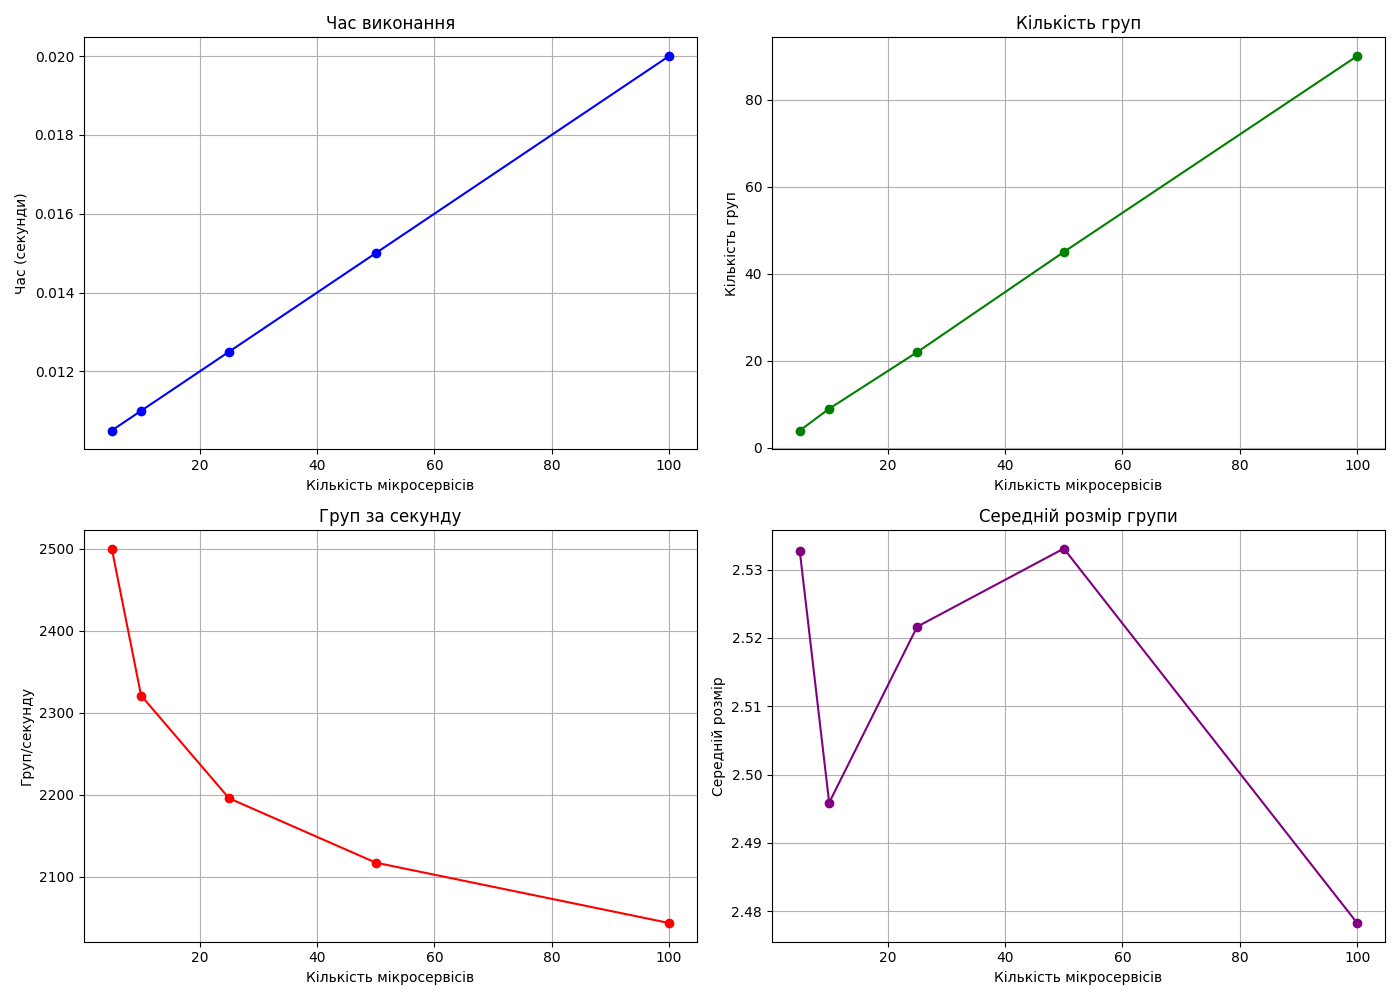 Час виконання
0.020
0.018
0.016
0.014
0.012
Час (секунди)
20 40 60 80 100
Кількість мікросервісів
Кількість груп
80
60
40
20
0
Кількість груп
20 40 60 80 100
Кількість мікросервісів
Груп за секунду
2500
2400
2300
2200
2100
Груп/секунду
20 40 60 80 100
Кількість мікросервісів
Середній розмір групи
2.53
2.52
2.51
2.50
2.49
2.48
Середній розмір
20 40 60 80 100
Кількість мікросервісів